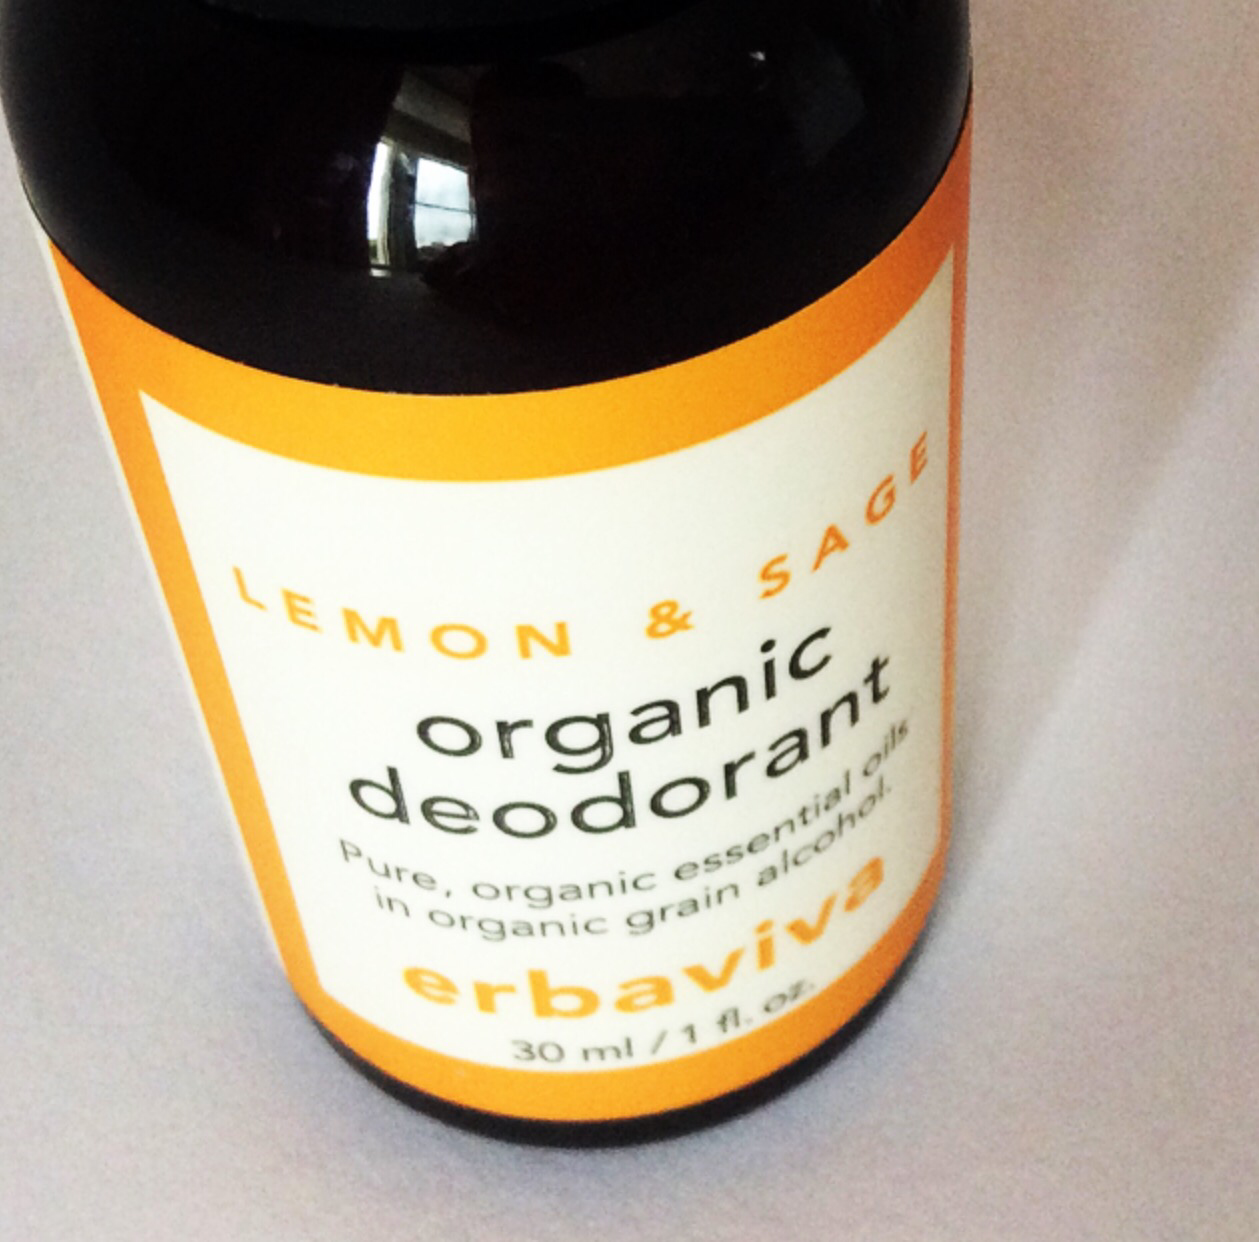 LEMON & SAGE
organic
deodorant
Pure, organic essential oils
in organic grain alcohol.
erbaviva
30 ml / 1 fl. oz.